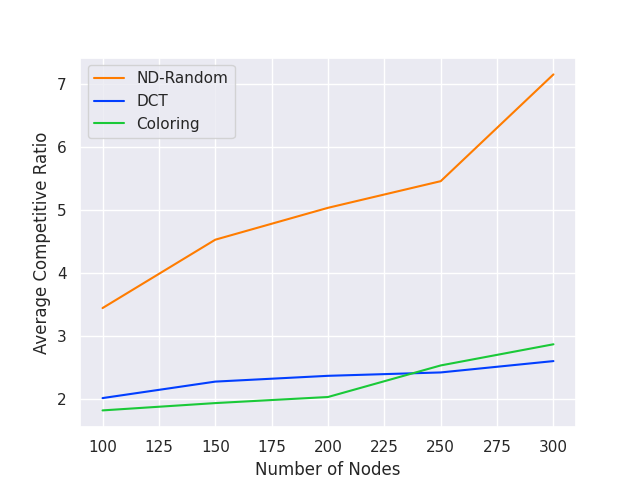 ND-Random
DCT
Coloring
Average Competitive Ratio
7
6
5
4
3
2
100 125 150 175 200 225 250 275 300
Number of Nodes